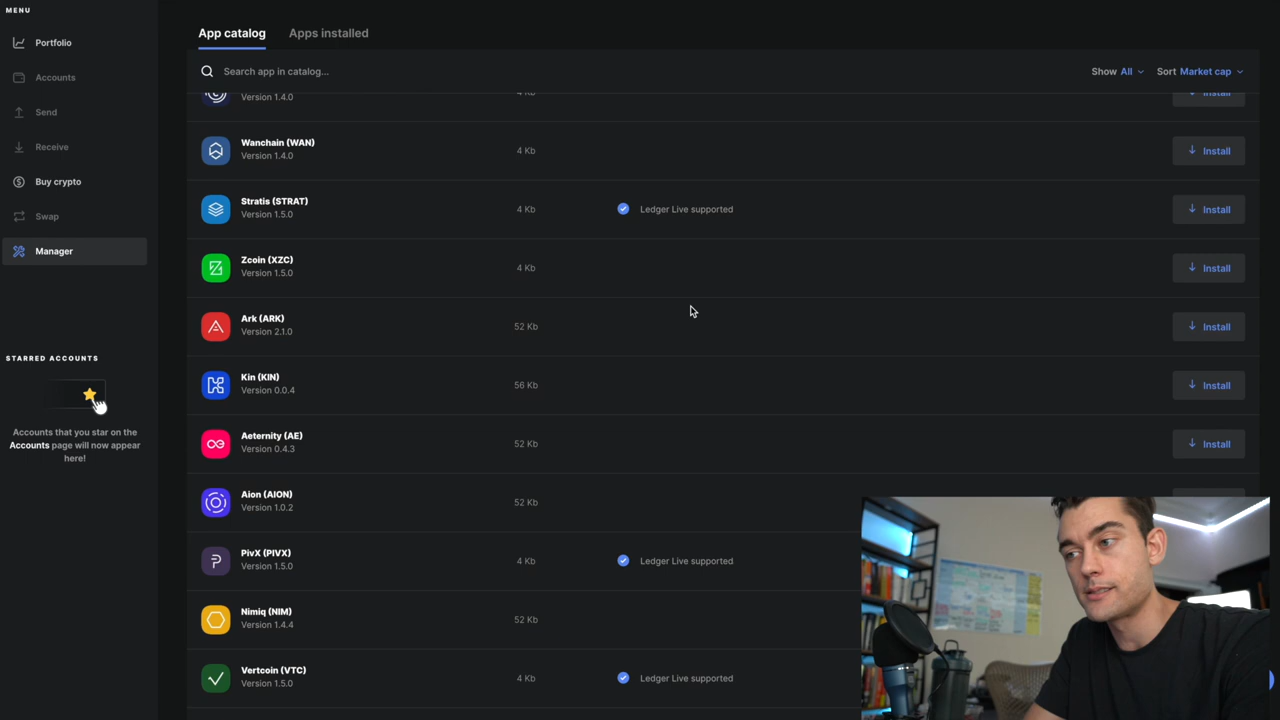 MENU
Portfolio
Accounts
Send
Receive
Buy crypto
Swap
Manager
STARRED ACCOUNTS
Accounts that you star on the
Accounts page will now appear
here!
App catalog Apps installed
Search app in catalog... Show All Sort Market cap
Version 1.4.0 4 Kb Install
Wanchain (WAN)
Version 1.4.0 4 Kb Install
Stratis (STRAT)
Version 1.5.0 4 Kb Ledger Live supported Install
Zcoin (XZC)
Version 1.5.0 4 Kb Install
Ark (ARK)
Version 2.1.0 52 Kb Install
Kin (KIN)
Version 0.0.4 56 Kb Install
Aeternity (AE)
Version 0.4.3 52 Kb Install
Aion (AION)
Version 1.0.2 52 Kb
PivX (PIVX)
Version 1.5.0 4 Kb Ledger Live supported
Nimiq (NIM)
Version 1.4.4 52 Kb
Vertcoin (VTC)
Version 1.5.0 4 Kb Ledger Live supported